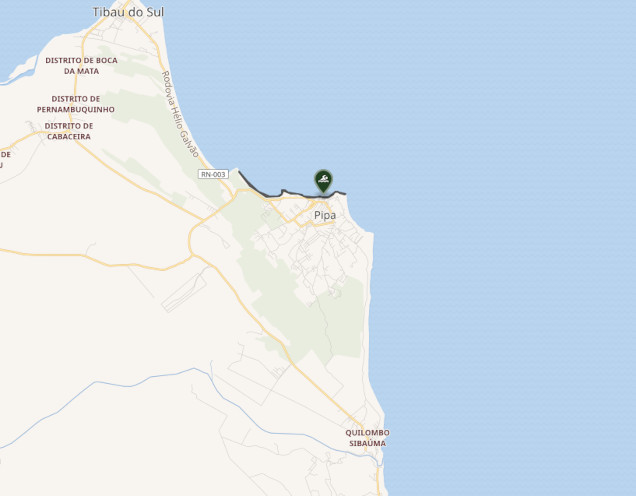 Tibau do Sul
DISTRITO DE BOCA
DA MATA
DISTRITO DE
PERNAMBUQUINHO
DISTRITO DE
CABACEIRA
DE
U
Rodovia Hélio Galvão
RN-003
Pipa
QUILOMBO
SIBAÚMA